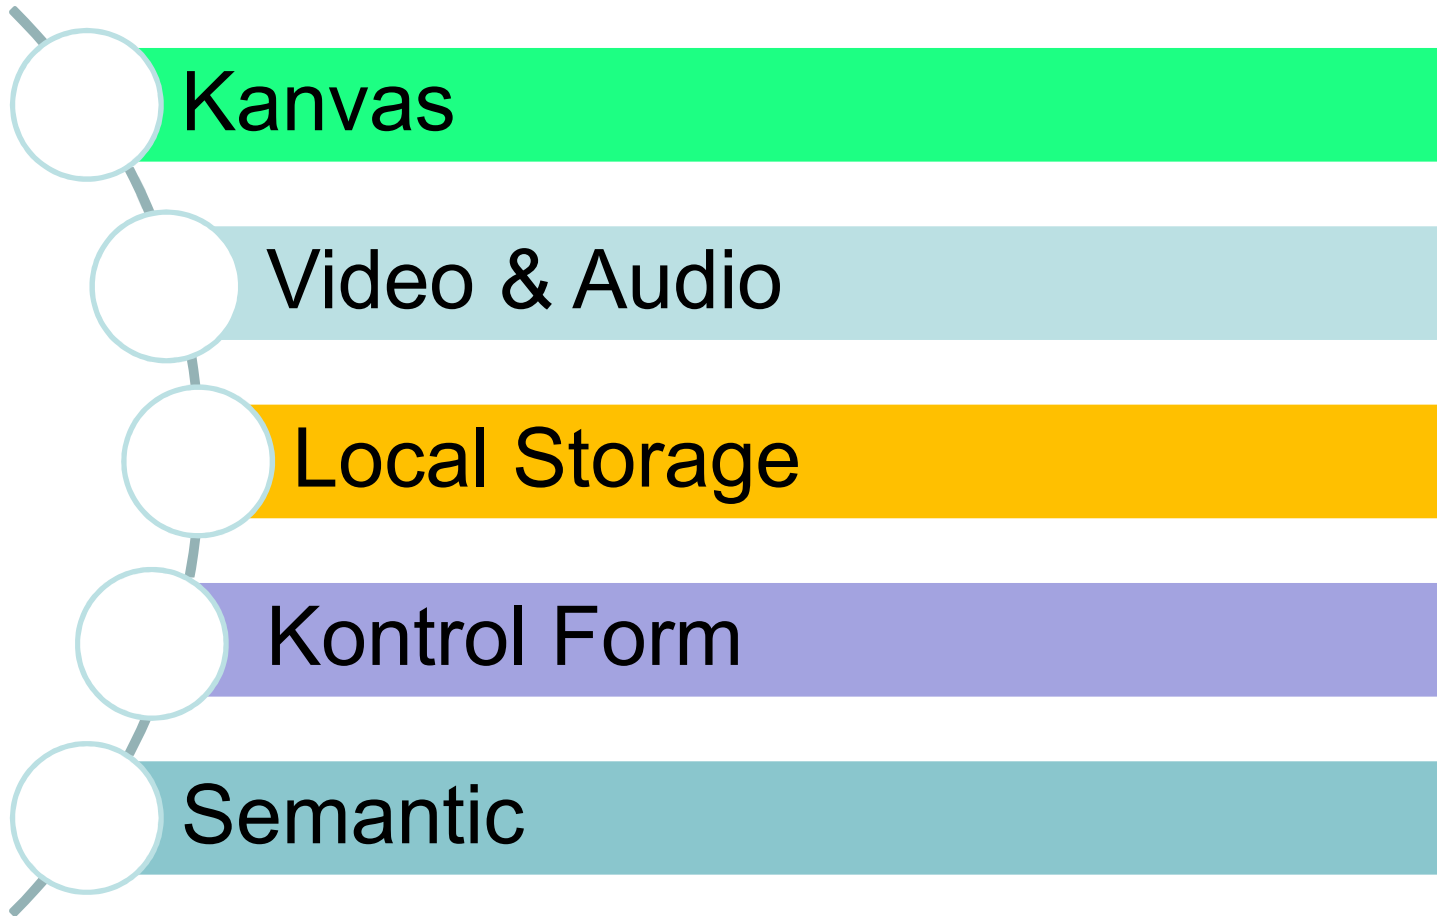 Kanvas
Video & Audio
Local Storage
Kontrol Form
Semantic